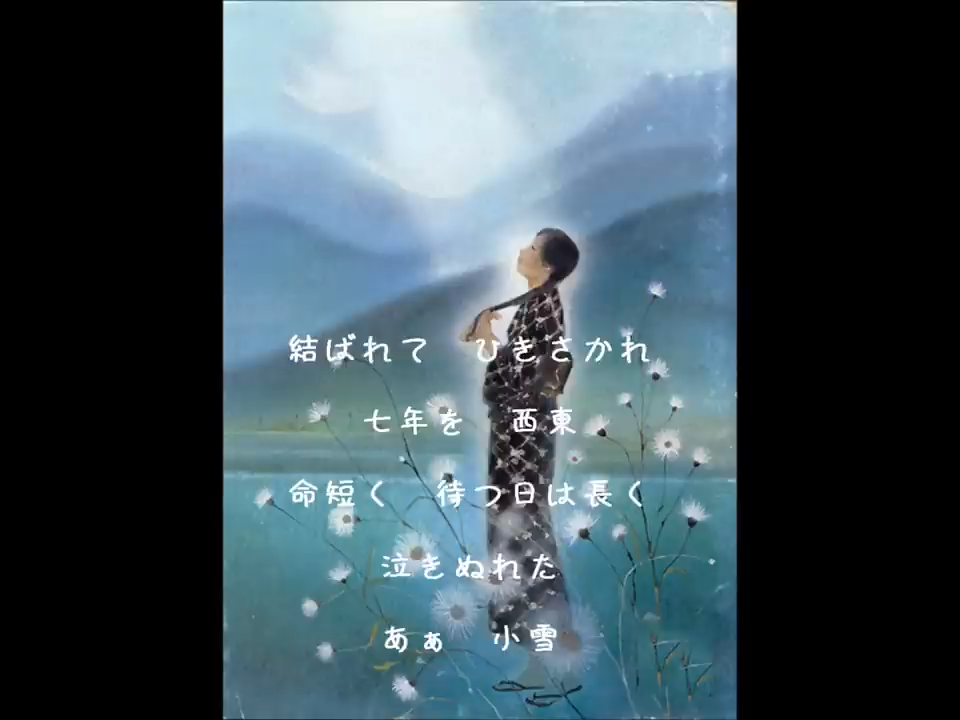 結ばれて　ひきさかれ
七年を　西東
命短く　待つ日は長く
泣きぬれた
あぁ　小雪